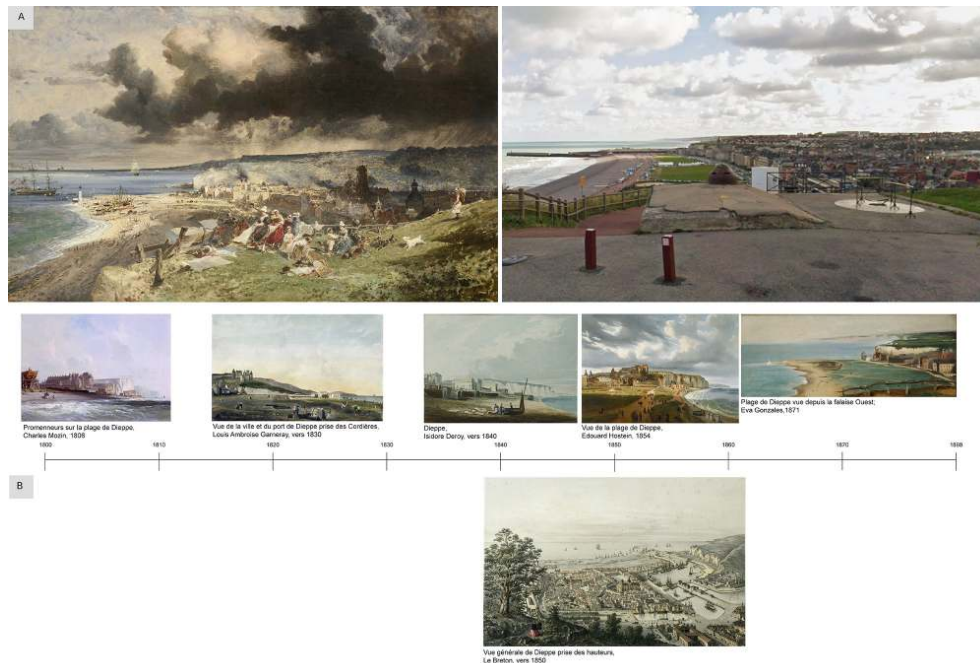 A
Promenneurs sur la plage de Dieppe,
Charles Mozin, 1806
Vue de la ville et du port de Dieppe prise des Cordières,
Louis Ambroise Garneray, vers 1830
Dieppe,
Isidore Deroy, vers 1840
Vue de la plage de Dieppe,
Edouard Hostein, 1854
Plage de Dieppe vue depuis la falaise Ouest,
Eva Gonzales,1871
1800
1810
1820
1830
1840
1850
1860
1870
B
Vue générale de Dieppe prise des hauteurs,
Le Breton, vers 1850